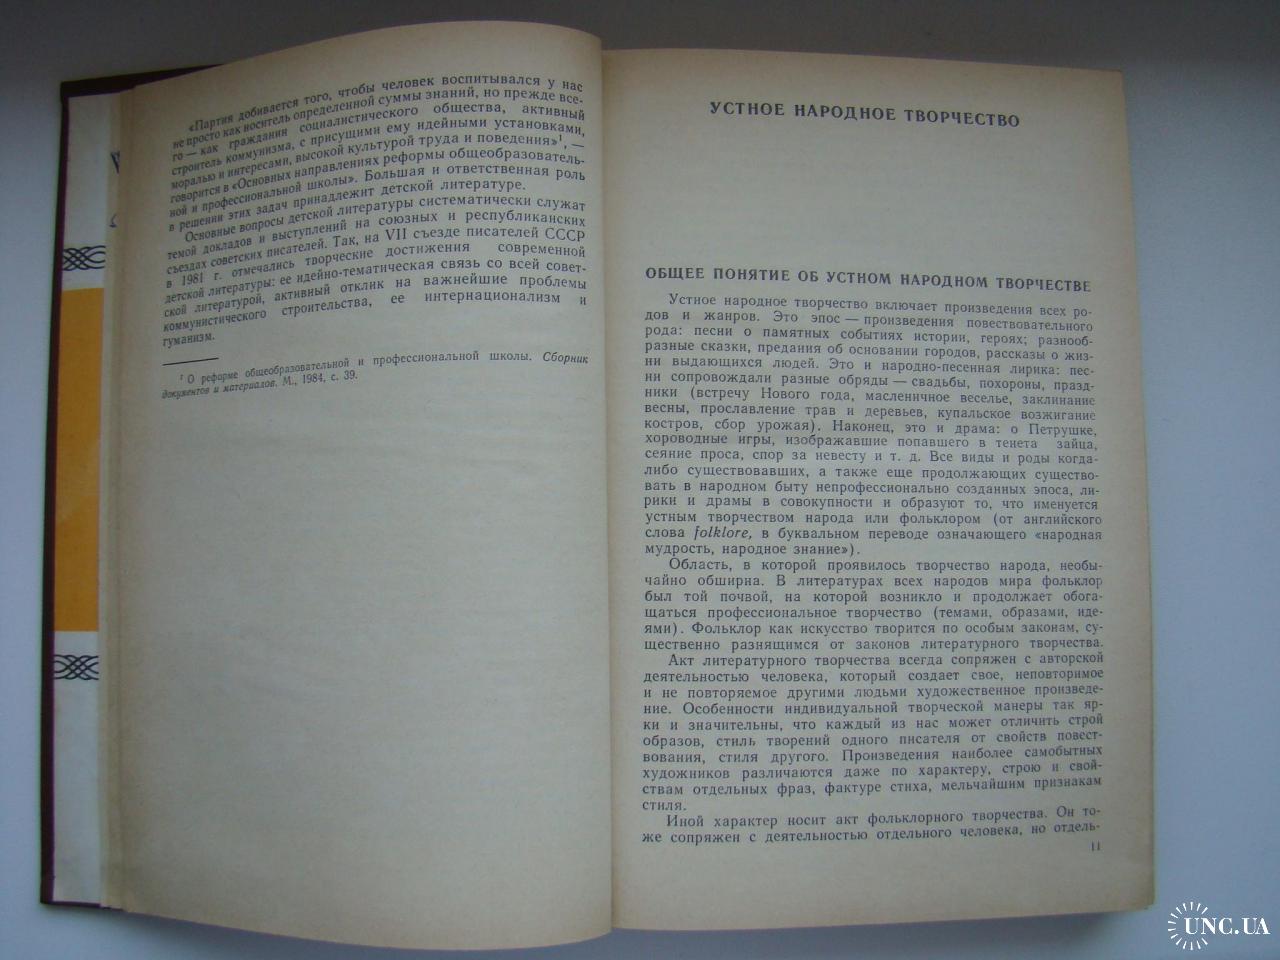 «Партия добивается того, чтобы человек воспитывался у нас
не просто как носитель определенной суммы знаний, но прежде все-
го — как гражданин социалистического общества, активный
строитель коммунизма, с присущими ему идейными установками,
моралью и интересами, высокой культурой труда и поведения»¹, —
говорится в «Основных направлениях реформы общеобразователь-
ной и профессиональной школы». Большая и ответственная роль
в решении этих задач принадлежит детской литературе.
Основные вопросы детской литературы систематически служат
темой докладов и выступлений на союзных и республиканских
съездах советских писателей. Так, на VII съезде писателей СССР
в 1981 г. отмечались творческие достижения современной
детской литературы: ее идейно-тематическая связь со всей совет-
ской литературой, активный отклик на важнейшие проблемы
коммунистического строительства, ее интернационализм и
гуманизм.
¹ О реформе общеобразовательной и профессиональной школы. Сборник
документов и материалов. М., 1984, с. 39.
УСТНОЕ НАРОДНОЕ ТВОРЧЕСТВО
ОБЩЕЕ ПОНЯТИЕ ОБ УСТНОМ НАРОДНОМ ТВОРЧЕСТВЕ
Устное народное творчество включает произведения всех ро-
дов и жанров. Это эпос — произведения повествовательного
рода: песни о памятных событиях истории, героях; разнооб-
разные сказки, предания об основании городов, рассказы о жиз-
ни выдающихся людей. Это и народно-песенная лирика: пес-
ни сопровождали разные обряды — свадьбы, похороны, празд-
ники (встречу Нового года, масленичное веселье, заклинание
весны, прославление трав и деревьев, купальское возжигание
костров, сбор урожая). Наконец, это и драма: о Петрушке,
хороводные игры, изображавшие попавшего в тенета зайца,
сеяние проса, спор за невесту и т. д. Все виды и роды когда-
либо существовавших, а также еще продолжающих существо-
вать в народном быту непрофессионально созданных эпоса, ли-
рики и драмы в совокупности и образуют то, что именуется
устным творчеством народа или фольклором (от английского
слова folklore, в буквальном переводе означающего «народная
мудрость, народное знание»).
Область, в которой проявилось творчество народа, необы-
чайно обширна. В литературах всех народов мира фольклор
был той почвой, на которой возникло и продолжает обога-
щаться профессиональное творчество (темами, образами, иде-
ями). Фольклор как искусство творится по особым законам, су-
щественно разнящимся от законов литературного творчества.
Акт литературного творчества всегда сопряжен с авторской
деятельностью человека, который создает свое, неповторимое
и не повторяемое другими людьми художественное произведе-
ние. Особенности индивидуальной творческой манеры так яр-
ки и значительны, что каждый из нас может отличить строй
образов, стиль творений одного писателя от свойств повест-
вования, стиля другого. Произведения наиболее самобытных
художников различаются даже по характеру, строю и свой-
ствам отдельных фраз, фактуре стиха, мельчайшим признакам
стиля.
Иной характер носит акт фольклорного творчества. Он то-
же сопряжен с деятельностью отдельного человека, но отдель-
11
UNC.UA